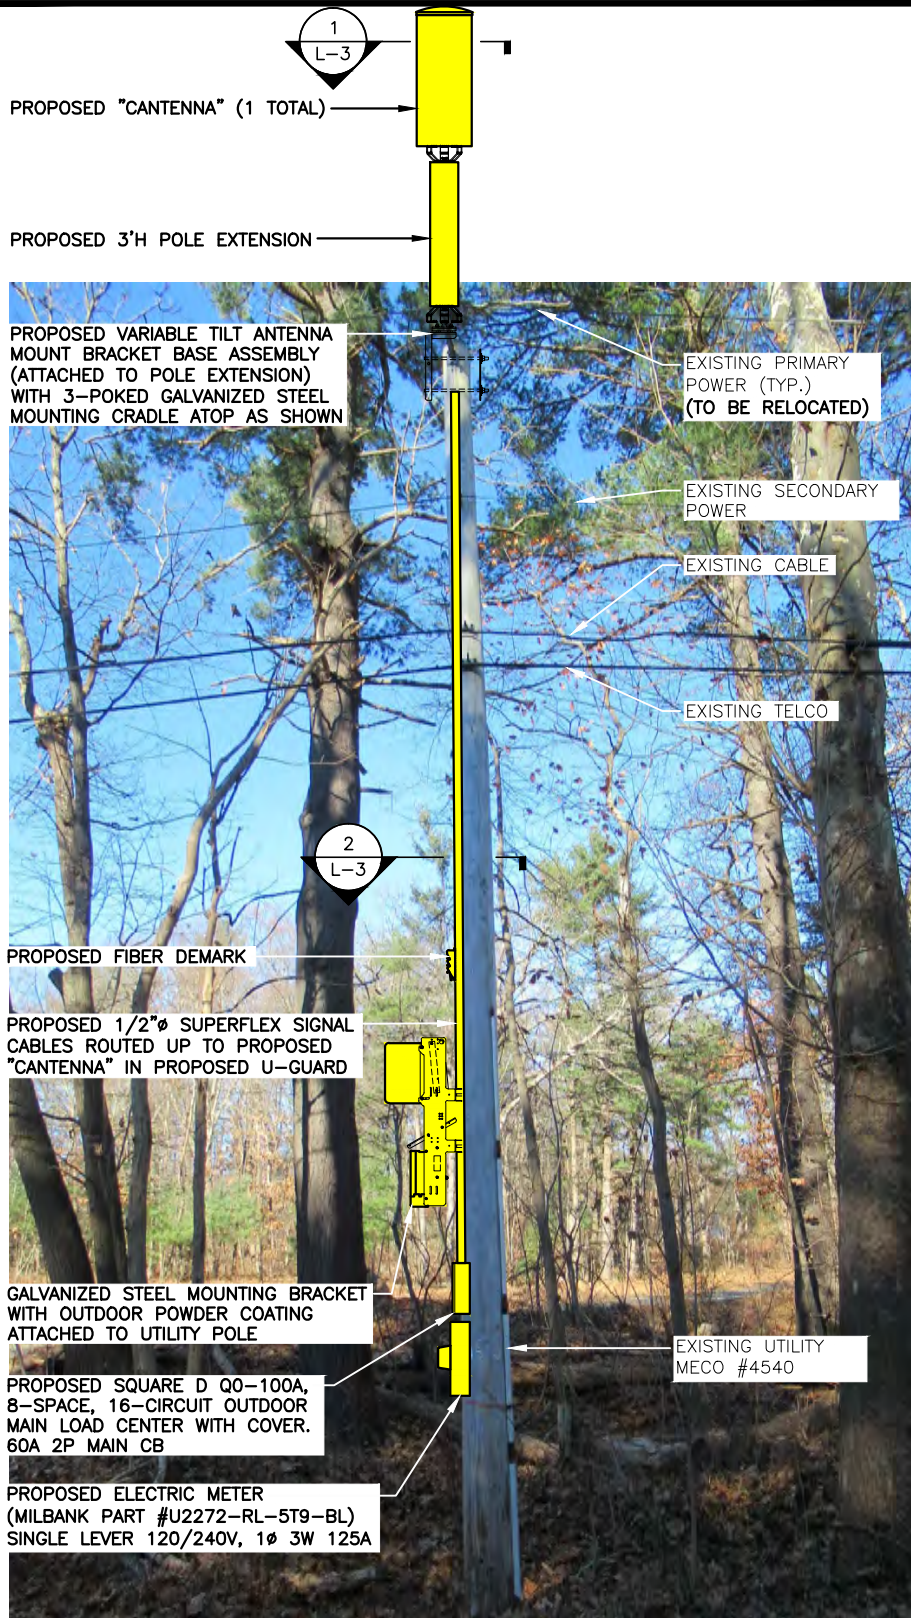 1
L-3
PROPOSED "CANTENNA" (1 TOTAL)
PROPOSED 3'H POLE EXTENSION
PROPOSED VARIABLE TILT ANTENNA
MOUNT BRACKET BASE ASSEMBLY
(ATTACHED TO POLE EXTENSION)
WITH 3-POKED GALVANIZED STEEL
MOUNTING CRADLE ATOP AS SHOWN
EXISTING PRIMARY
POWER (TYP.)
(TO BE RELOCATED)
EXISTING SECONDARY
POWER
EXISTING CABLE
EXISTING TELCO
2
L-3
PROPOSED FIBER DEMARK
PROPOSED 1/2"ø SUPERFLEX SIGNAL
CABLES ROUTED UP TO PROPOSED
"CANTENNA" IN PROPOSED U-GUARD
GALVANIZED STEEL MOUNTING BRACKET
WITH OUTDOOR POWDER COATING
ATTACHED TO UTILITY POLE
EXISTING UTILITY
MECO #4540
PROPOSED SQUARE D QO-100A,
8-SPACE, 16-CIRCUIT OUTDOOR
MAIN LOAD CENTER WITH COVER.
60A 2P MAIN CB
PROPOSED ELECTRIC METER
(MILBANK PART #U2272-RL-5T9-BL)
SINGLE LEVER 120/240V, 1ø 3W 125A